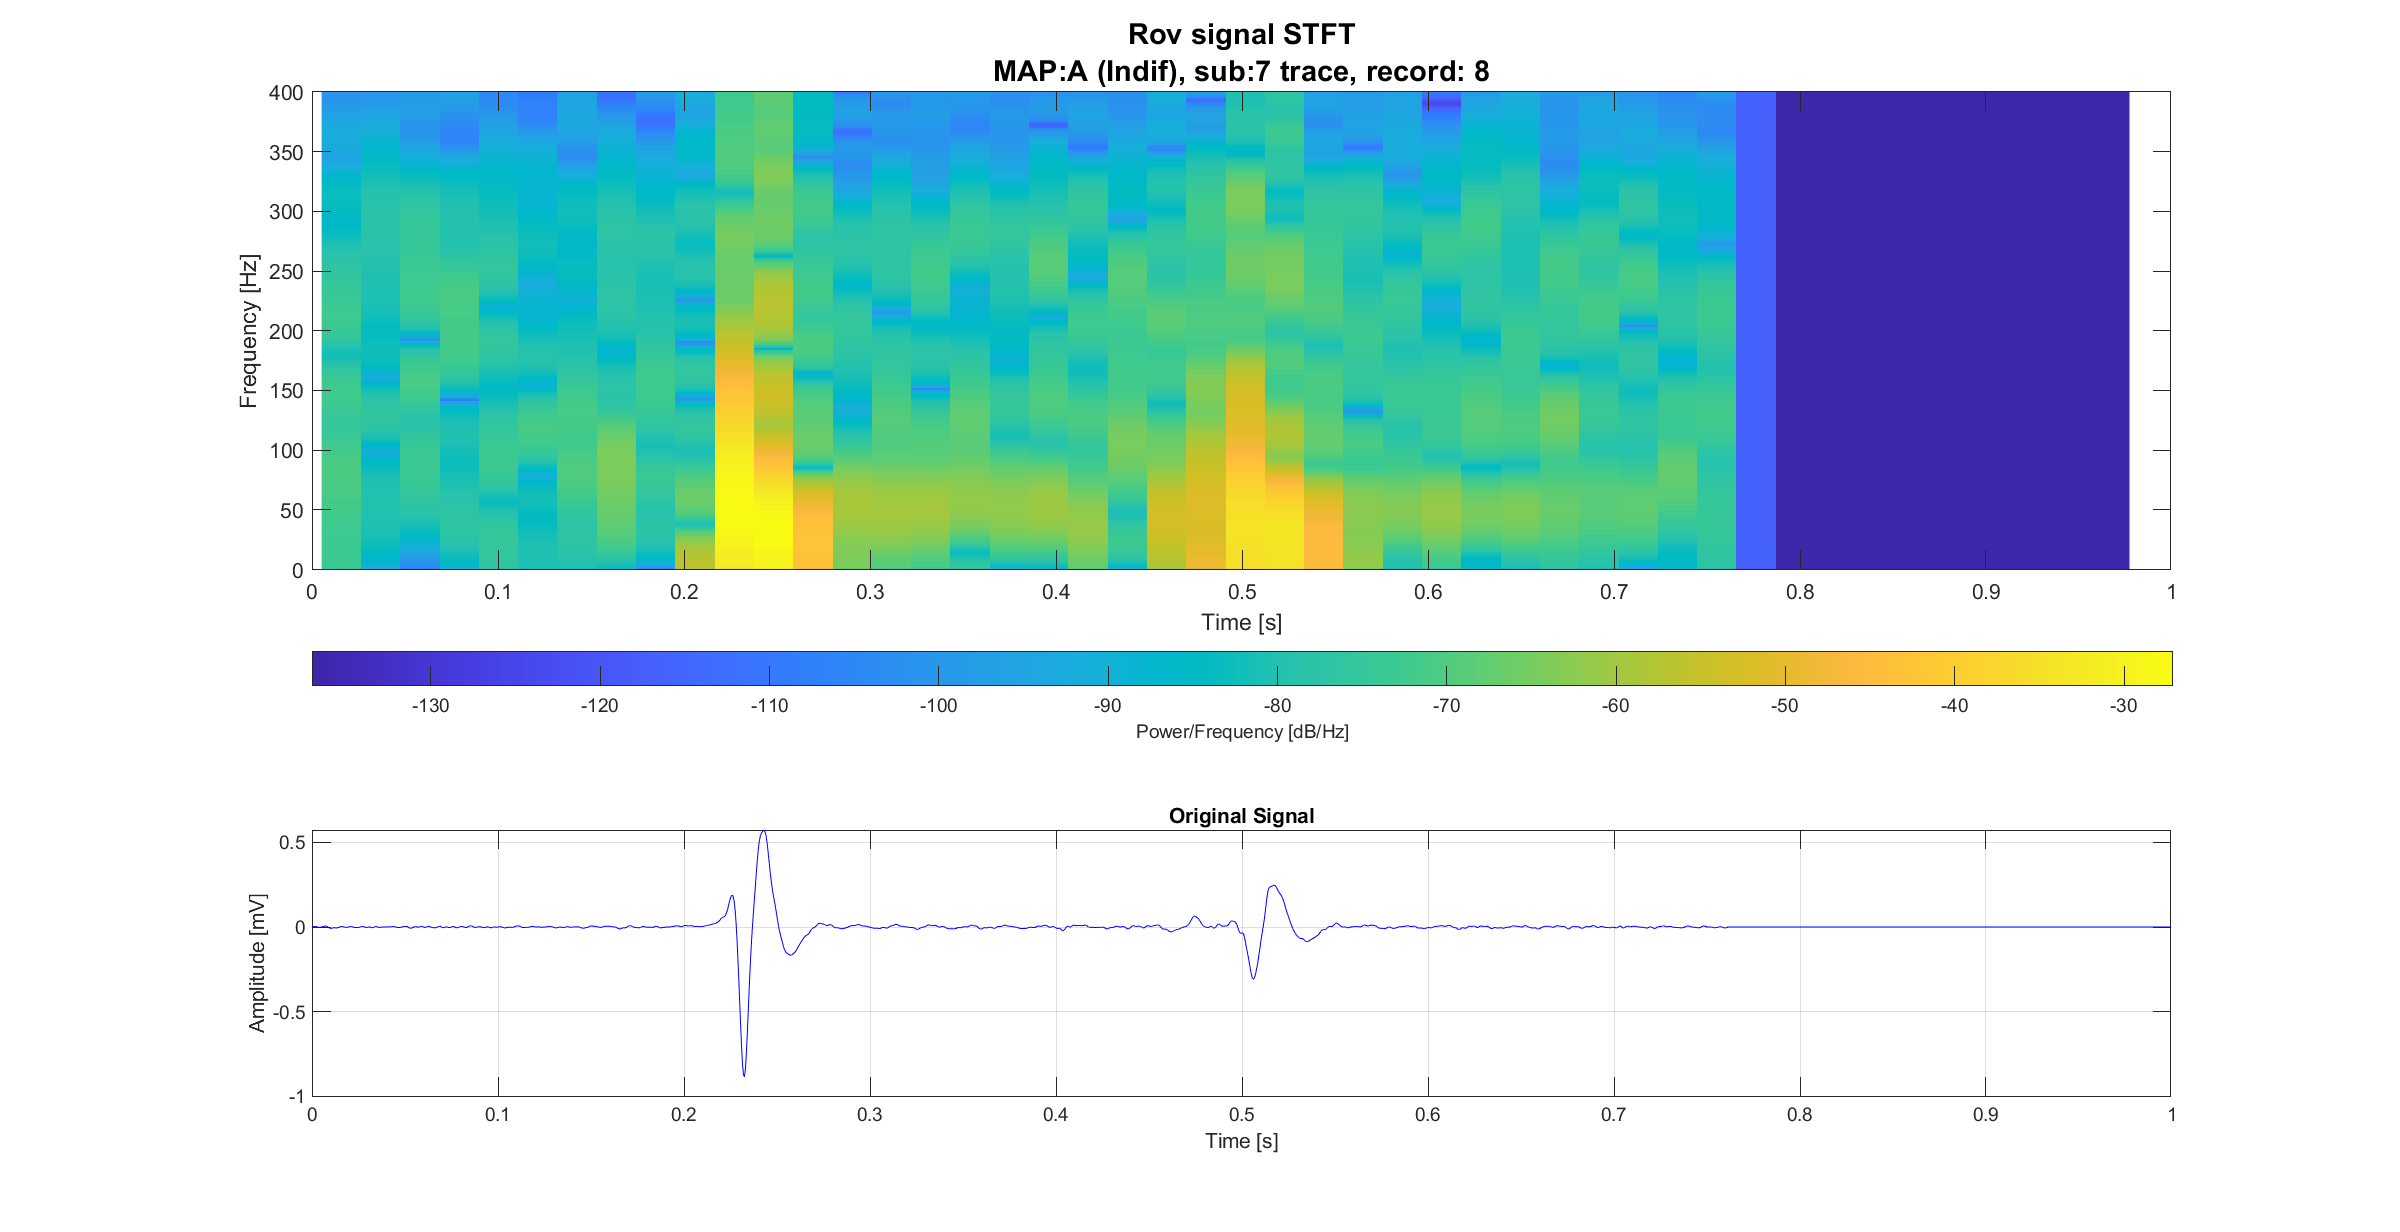 Rov signal STFT
MAP:A (Indif), sub:7 trace, record: 8
400
350
300
250
200
150
100
50
0
Frequency [Hz]
0 0.1 0.2 0.3 0.4 0.5 0.6 0.7 0.8 0.9 1
Time [s]
-130 -120 -110 -100 -90 -80 -70 -60 -50 -40 -30
Power/Frequency [dB/Hz]
Original Signal
0.5
0
-0.5
-1
Amplitude [mV]
0 0.1 0.2 0.3 0.4 0.5 0.6 0.7 0.8 0.9 1
Time [s]